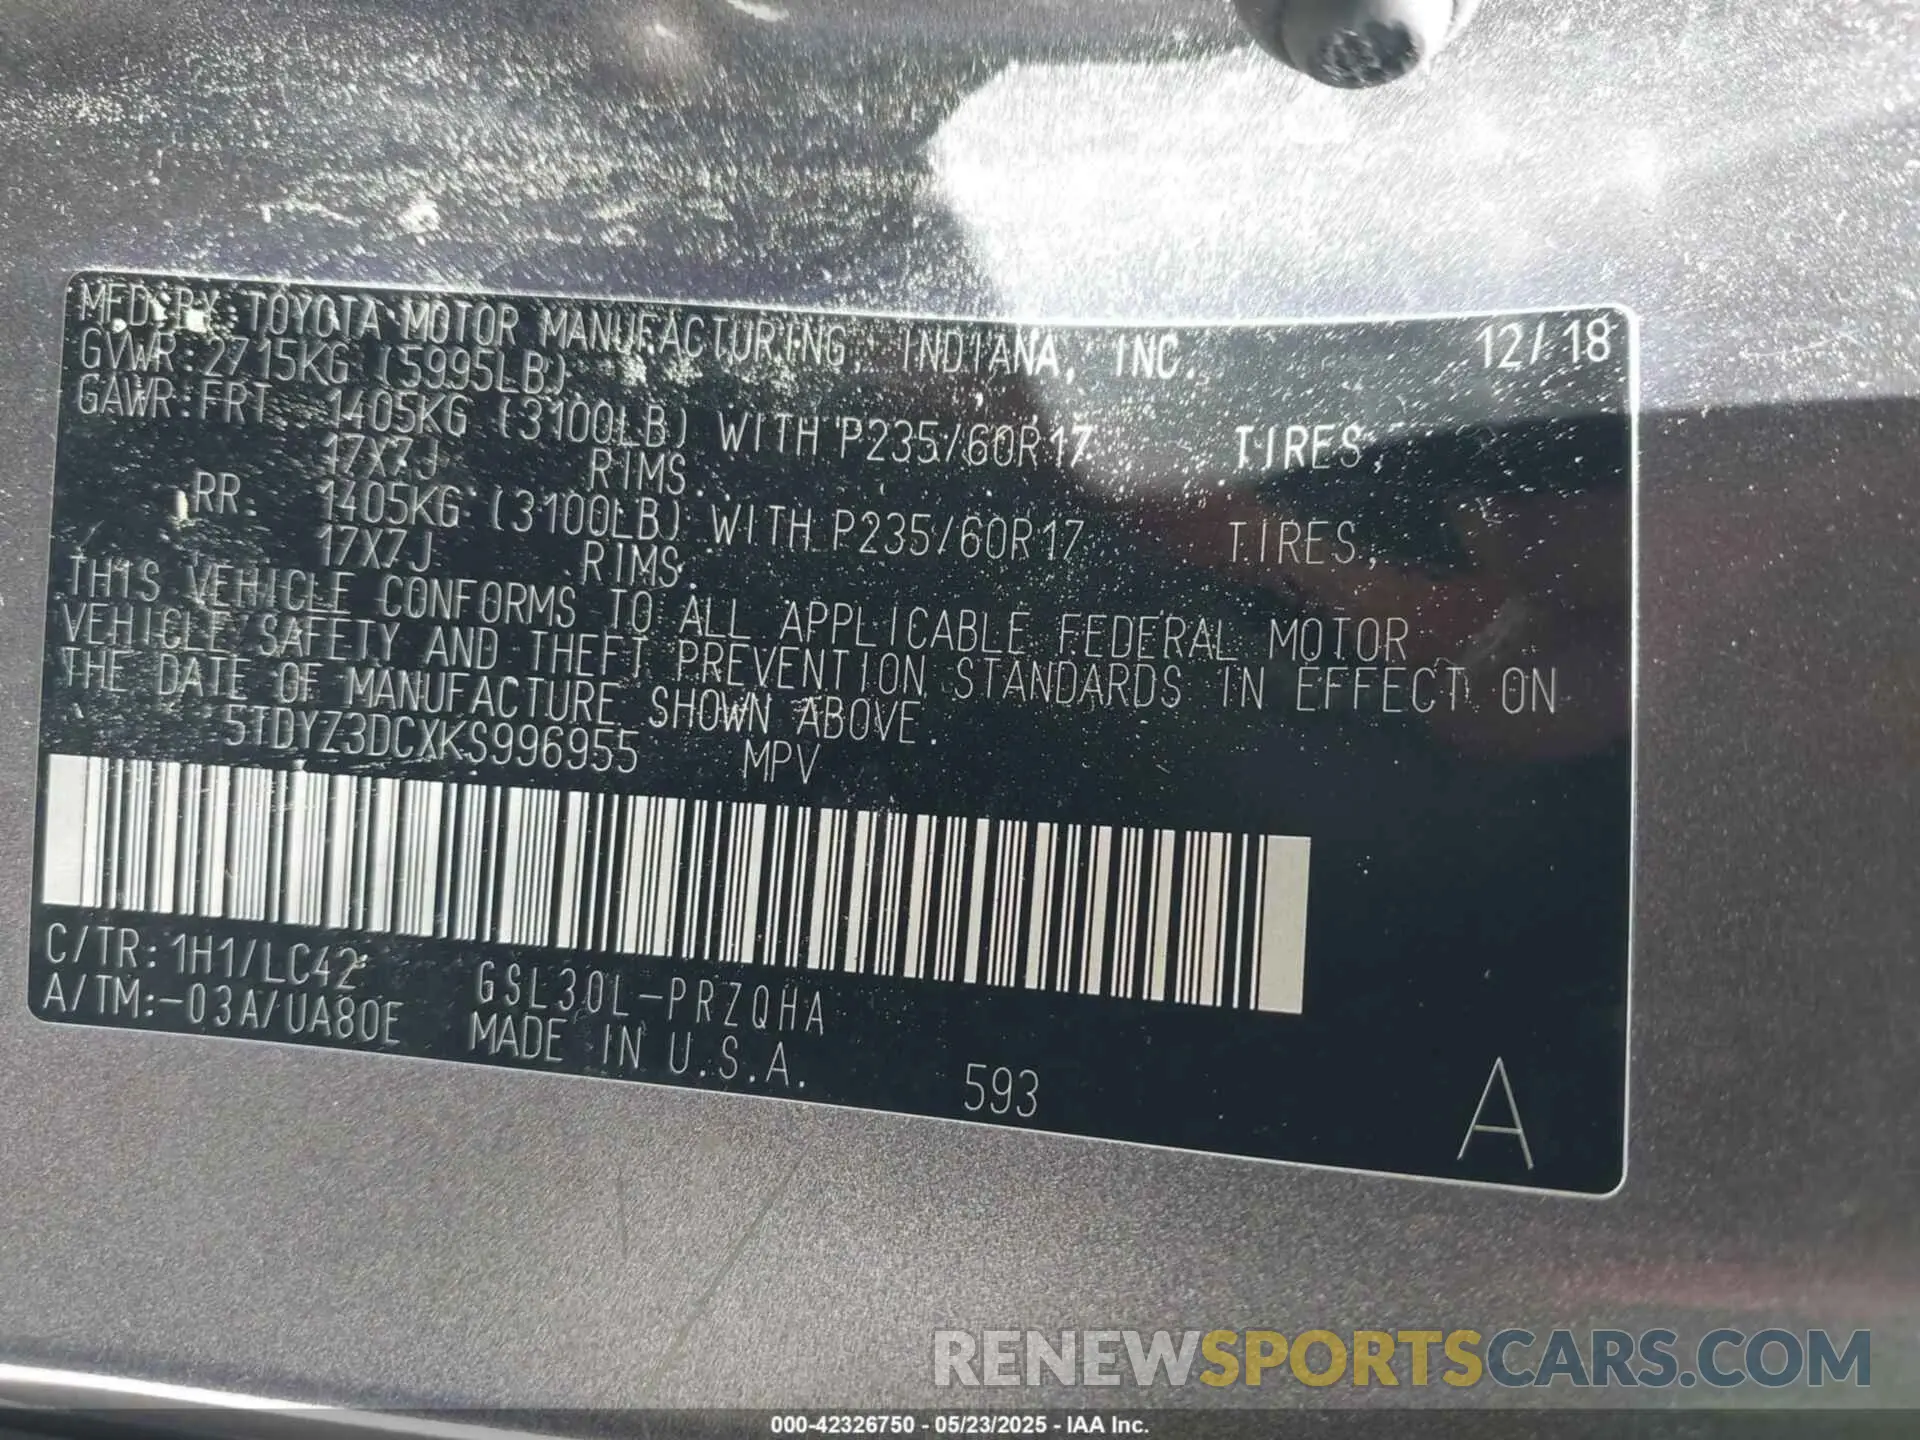 MFD. BY: TOYOTA MOTOR MANUFACTURING, INDIANA, INC. 12/18
GVWR: 2715KG (5995LB)
GAWR: FRT. 1405KG (3100LB) WITH P235/60R17 TIRES,
17X7J RIMS.
RR. 1405KG (3100LB) WITH P235/60R17 TIRES,
17X7J RIMS.
THIS VEHICLE CONFORMS TO ALL APPLICABLE FEDERAL MOTOR
VEHICLE SAFETY AND THEFT PREVENTION STANDARDS IN EFFECT ON
THE DATE OF MANUFACTURE SHOWN ABOVE.
5TDYZ3DCXKS996955 MPV
C/TR: 1H1/LC42 GSL30L-PRZQHA
A/TM:-03A/UA80E MADE IN U.S.A.
593
A
RENEWSPORTSCARS.COM
000-42326750 - 05/23/2025 - IAA Inc.